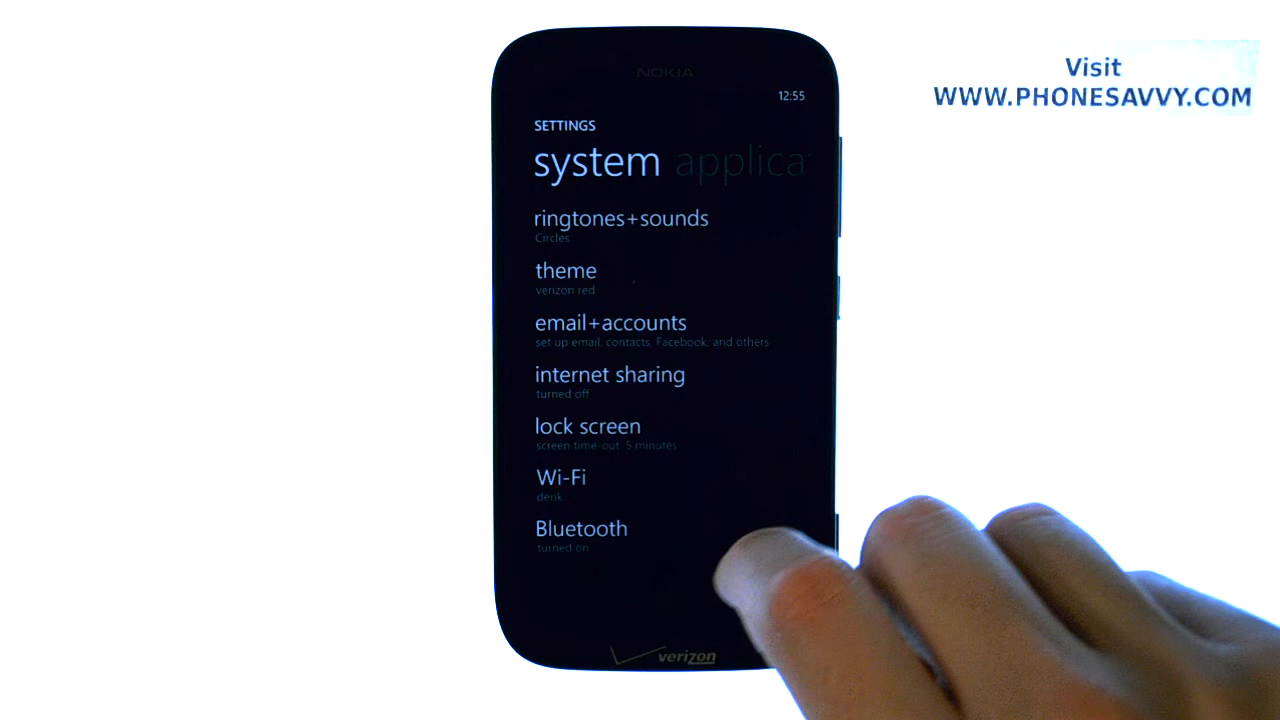 NOKIA
12:55
SETTINGS
system applica
ringtones+sounds
Circles
theme
verizon red
email+accounts
set up email, contacts, Facebook, and others
internet sharing
turned off
lock screen
screen time-out 5 minutes
Wi-Fi
derik
Bluetooth
turned on
verizon
Visit
WWW.PHONESAVVY.COM